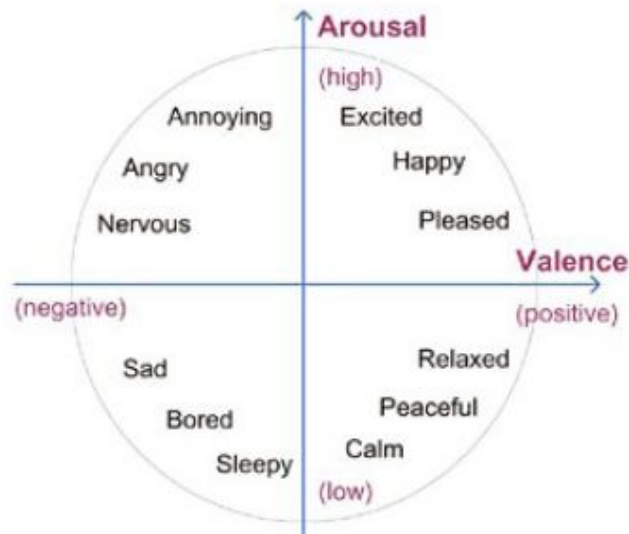 Arousal
(high)
Annoying
Excited
Angry
Happy
Nervous
Pleased
Valence
(negative)
(positive)
Sad
Relaxed
Bored
Peaceful
Sleepy
Calm
(low)